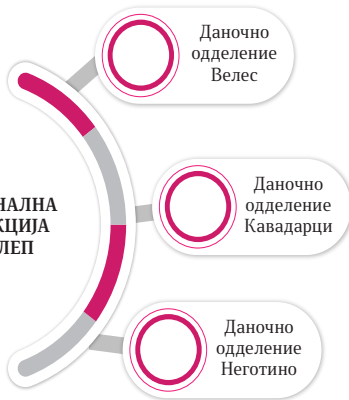 Даночно
одделение
Велес
НАЛНА
КЦИЈА
ЛЕП
Даночно
одделение
Кавадарци
Даночно
одделение
Неготино